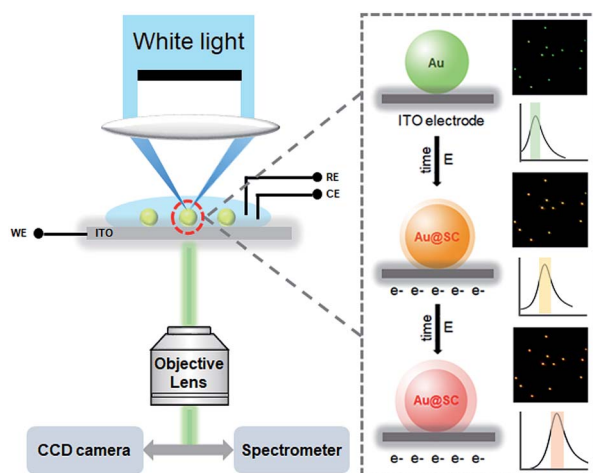 White light
RE
CE
WE
ITO
Objective
Lens
CCD camera
Spectrometer
Au
ITO electrode
time
E
Au@SC
e- e- e- e- e-
time
E
Au@SC
e- e- e- e- e-